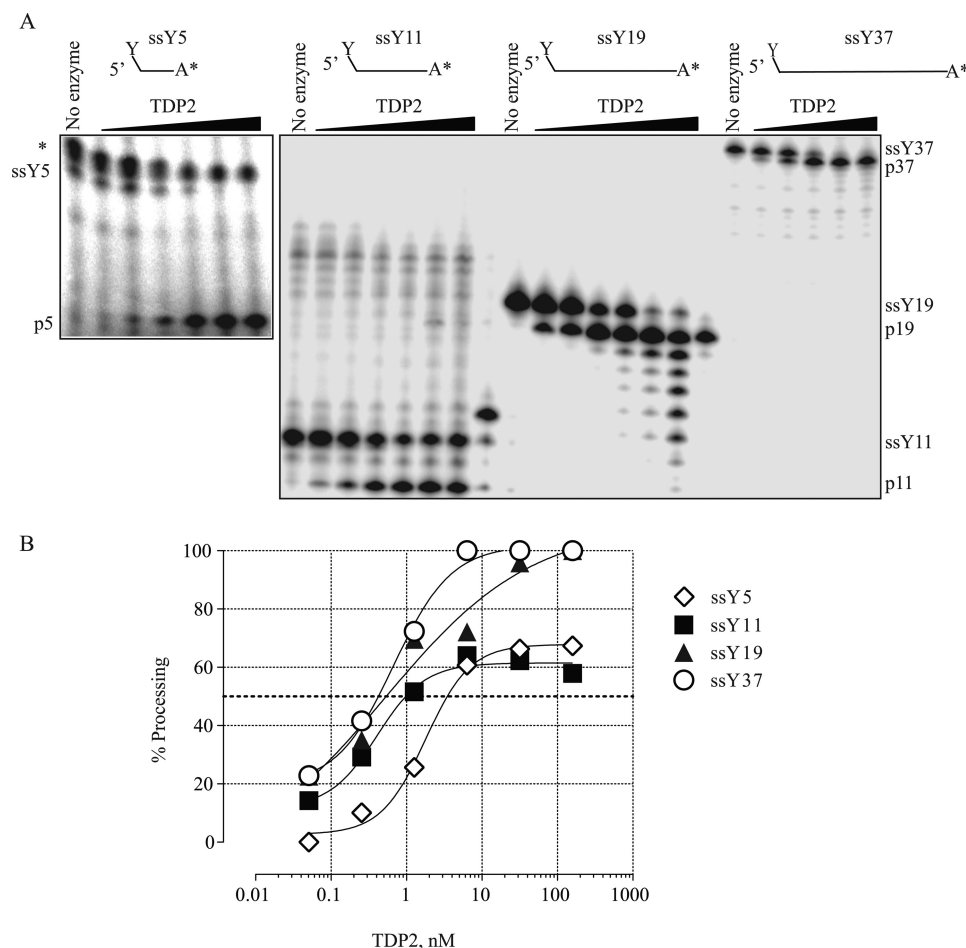 A
No enzyme
ssY5
Y
5’
A*
TDP2
No enzyme
ssY11
Y
5’
A*
TDP2
No enzyme
ssY19
Y
5’
A*
TDP2
No enzyme
ssY37
Y
5’
A*
TDP2
*
ssY5
p5
ssY37
p37
ssY19
p19
ssY11
p11
B
% Processing
100
80
60
40
20
0
0.01
0.1
1
10
100
1000
TDP2, nM
ssY5
ssY11
ssY19
ssY37